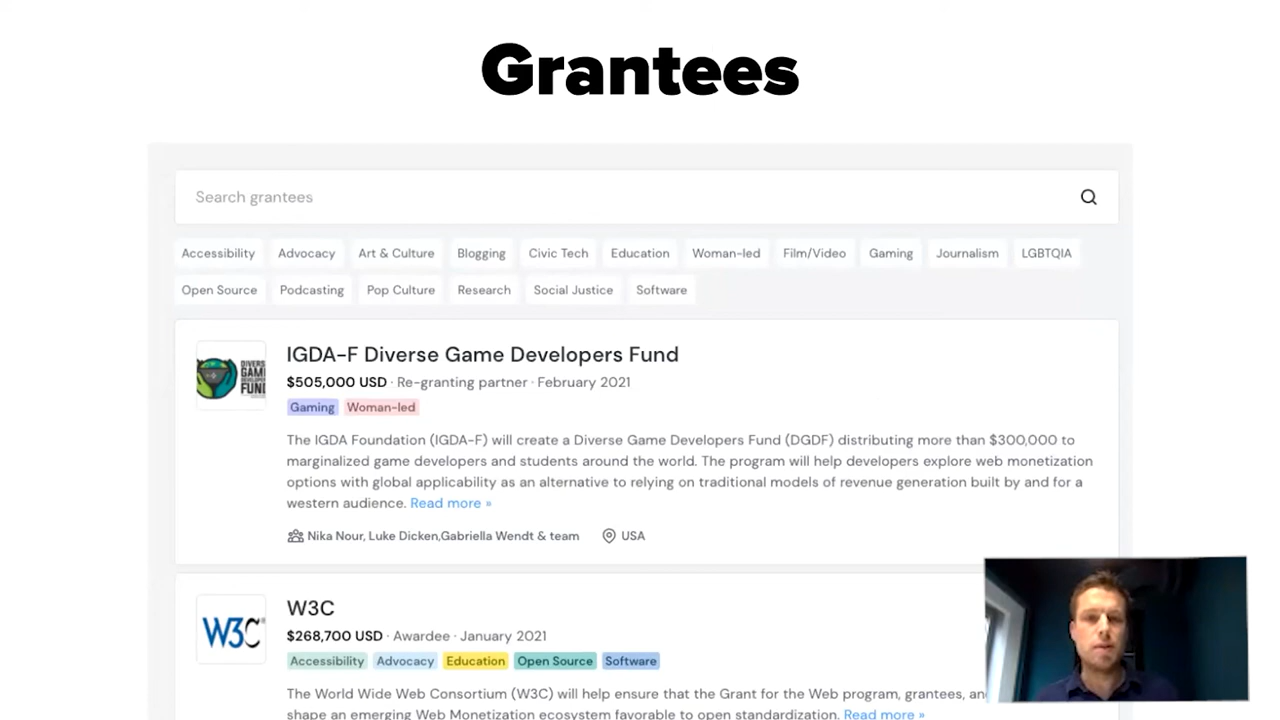 Grantees
Search grantees
Accessibility Advocacy Art & Culture Blogging Civic Tech Education Woman-led Film/Video Gaming Journalism LGBTQIA
Open Source Podcasting Pop Culture Research Social Justice Software
IGDA-F Diverse Game Developers Fund
$505,000 USD · Re-granting partner · February 2021
Gaming Woman-led
The IGDA Foundation (IGDA-F) will create a Diverse Game Developers Fund (DGDF) distributing more than $300,000 to
marginalized game developers and students around the world. The program will help developers explore web monetization
options with global applicability as an alternative to relying on traditional models of revenue generation built by and for a
western audience. Read more »
Nika Nour, Luke Dicken,Gabriella Wendt & team USA
W3C
W3C
$268,700 USD · Awardee · January 2021
Accessibility Advocacy Education Open Source Software
The World Wide Web Consortium (W3C) will help ensure that the Grant for the Web program, grantees,
shape an emerging Web Monetization ecosystem favorable to open standardization. Read more »